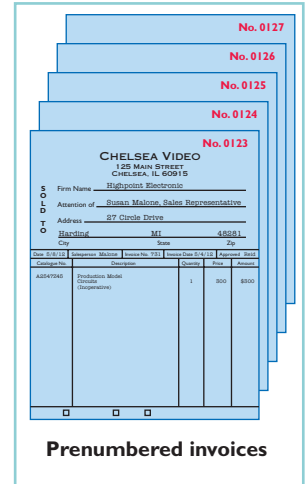 No. 0127
No. 0126
No. 0125
No. 0124
No. 0123
CHELSEA VIDEO
125 MAIN STREET
CHELSEA, IL 60915
SOLD TO
Firm Name Highpoint Electronic
Attention of Susan Malone, Sales Representative
Address 27 Circle Drive
Harding MI 48281
City State Zip
Date 5/8/12 Salesperson Malone Invoice No. 731 Invoice Date 5/4/12 Approved Reid
Catalogue No. Description Quantity Price Amount
A2547245 Production Model 1 300 $300
Circuits
(Inoperative)
Prenumbered invoices